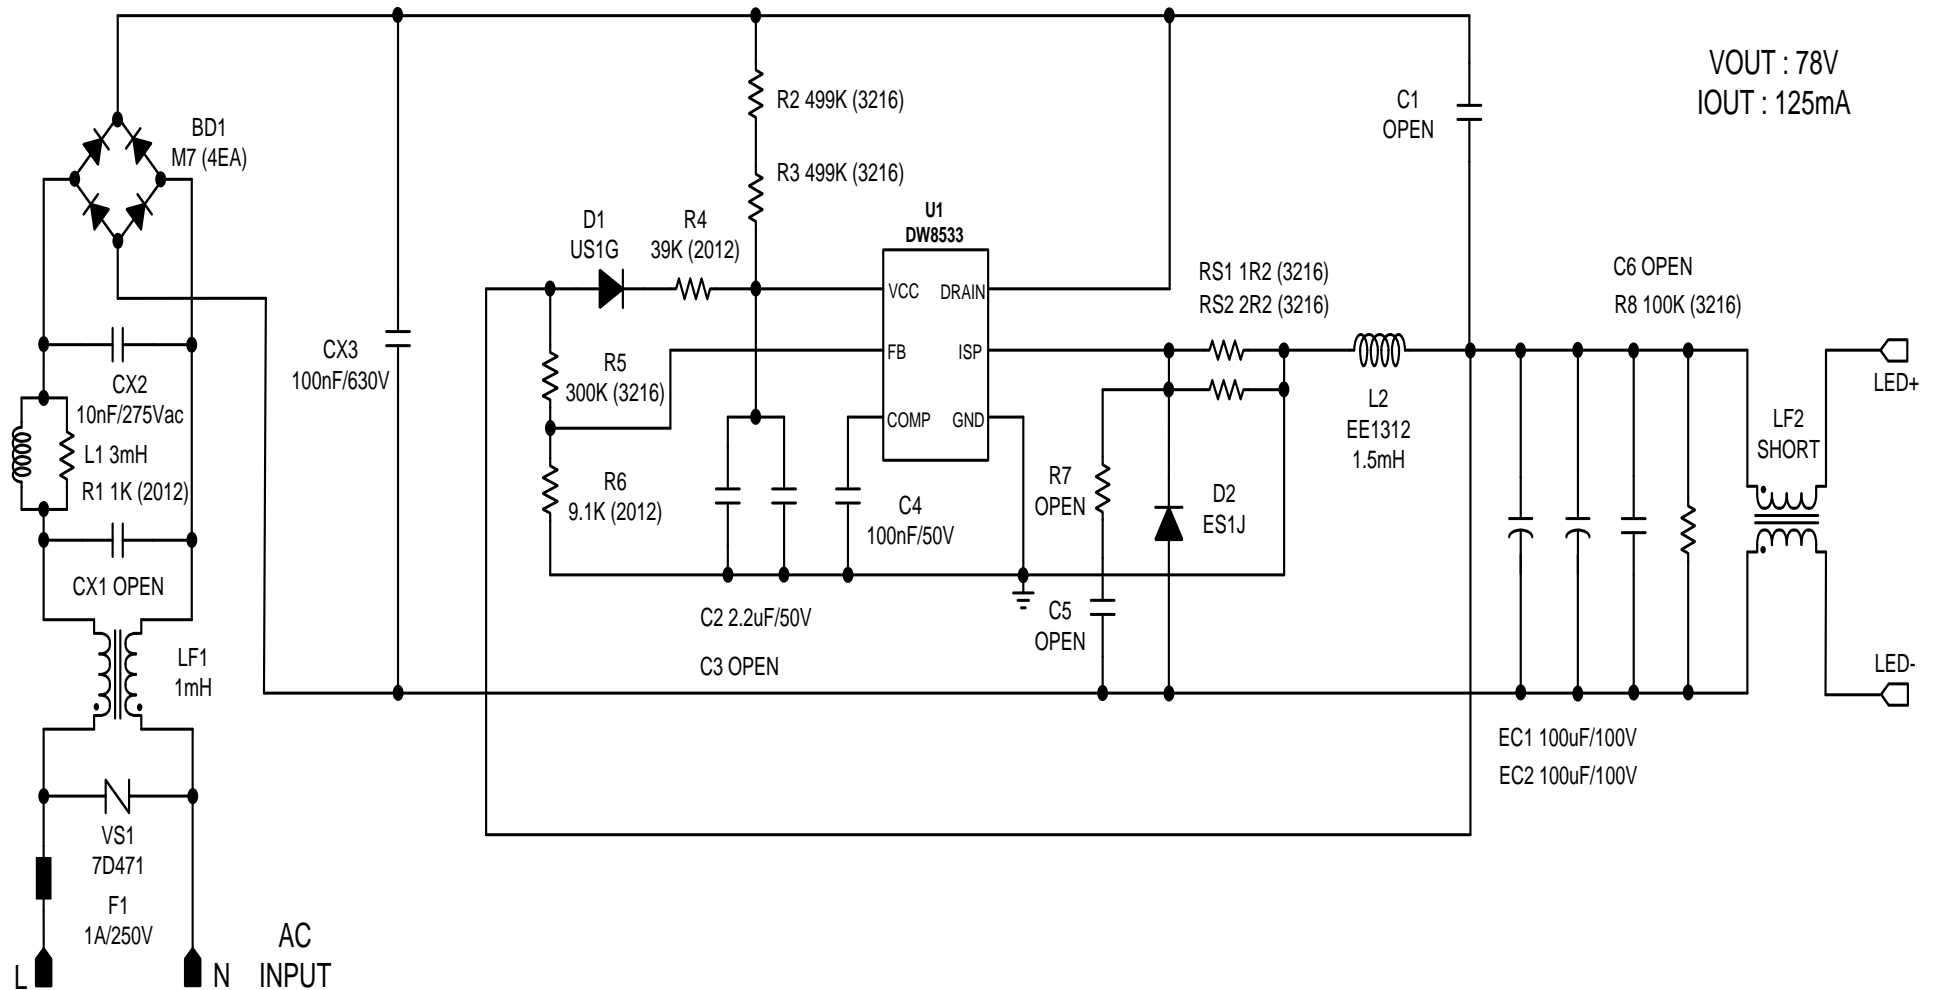 VOUT : 78V
IOUT : 125mA
BD1
M7 (4EA)
R2 499K (3216)
R3 499K (3216)
C1
OPEN
D1
US1G
R4
39K (2012)
U1
DW8533
VCC
DRAIN
FB
ISP
COMP
GND
RS1 1R2 (3216)
RS2 2R2 (3216)
C6 OPEN
R8 100K (3216)
CX3
100nF/630V
CX2
10nF/275Vac
L1 3mH
R1 1K (2012)
CX1 OPEN
R5
300K (3216)
R6
9.1K (2012)
C4
100nF/50V
R7
OPEN
D2
ES1J
L2
EE1312
1.5mH
LED+
LF2
SHORT
C2 2.2uF/50V
C3 OPEN
C5
OPEN
LF1
1mH
LED-
EC1 100uF/100V
EC2 100uF/100V
VS1
7D471
F1
1A/250V
L
N
AC
INPUT